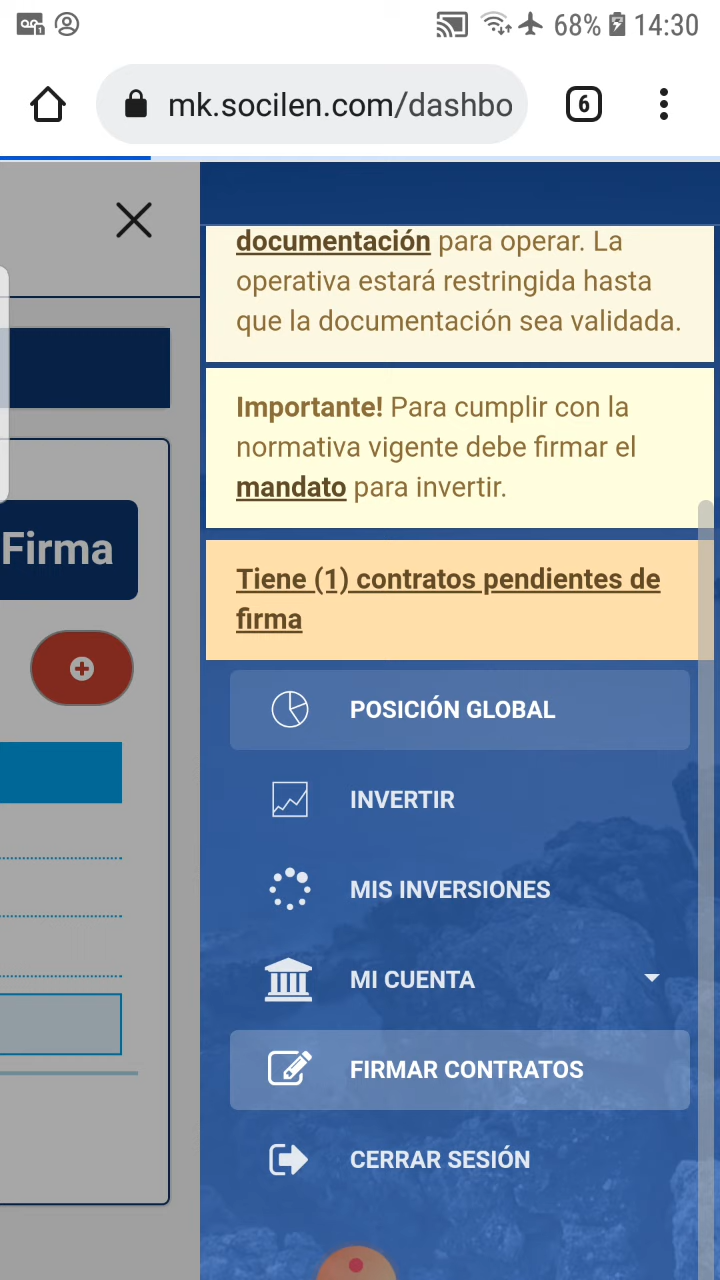 68% 14:30
mk.socilen.com/dashbo
6
documentación para operar. La
operativa estará restringida hasta
que la documentación sea validada.
Importante! Para cumplir con la
normativa vigente debe firmar el
mandato para invertir.
Firma
Tiene (1) contratos pendientes de
firma
POSICIÓN GLOBAL
INVERTIR
MIS INVERSIONES
MI CUENTA
FIRMAR CONTRATOS
CERRAR SESIÓN